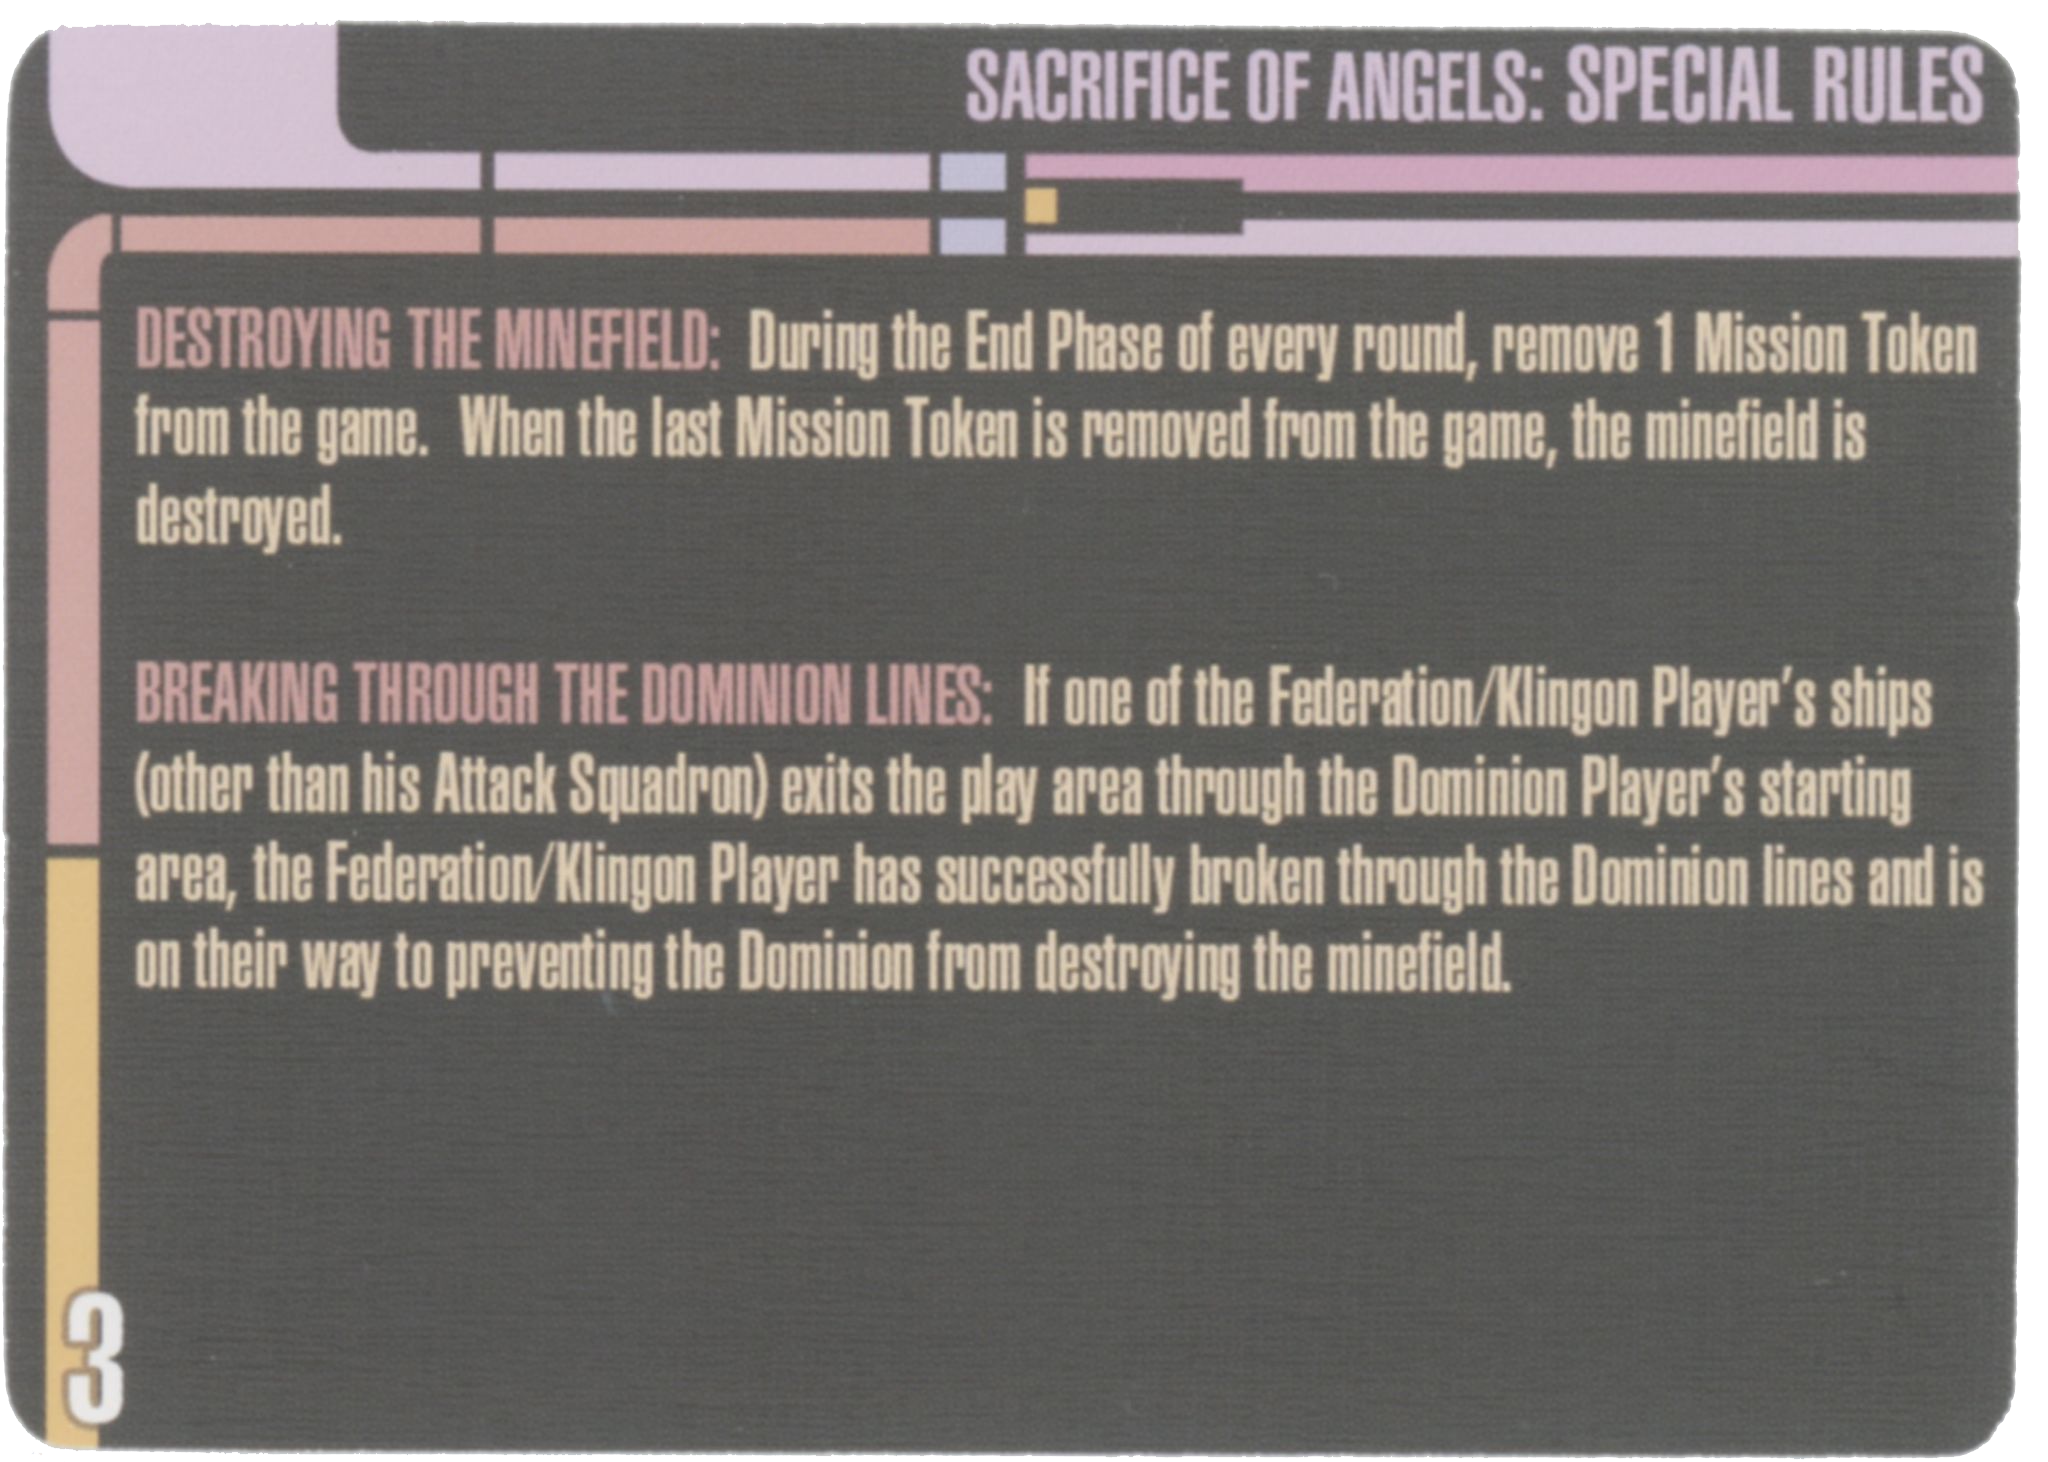 SACRIFICE OF ANGELS: SPECIAL RULES
DESTROYING THE MINEFIELD: During the End Phase of every round, remove 1 Mission Token
from the game. When the last Mission Token is removed from the game, the minefield is
destroyed.
BREAKING THROUGH THE DOMINION LINES: If one of the Federation/Klingon Player's ships
(other than his Attack Squadron) exits the play area through the Dominion Player's starting
area, the Federation/Klingon Player has successfully broken through the Dominion lines and is
on their way to preventing the Dominion from destroying the minefield.
3